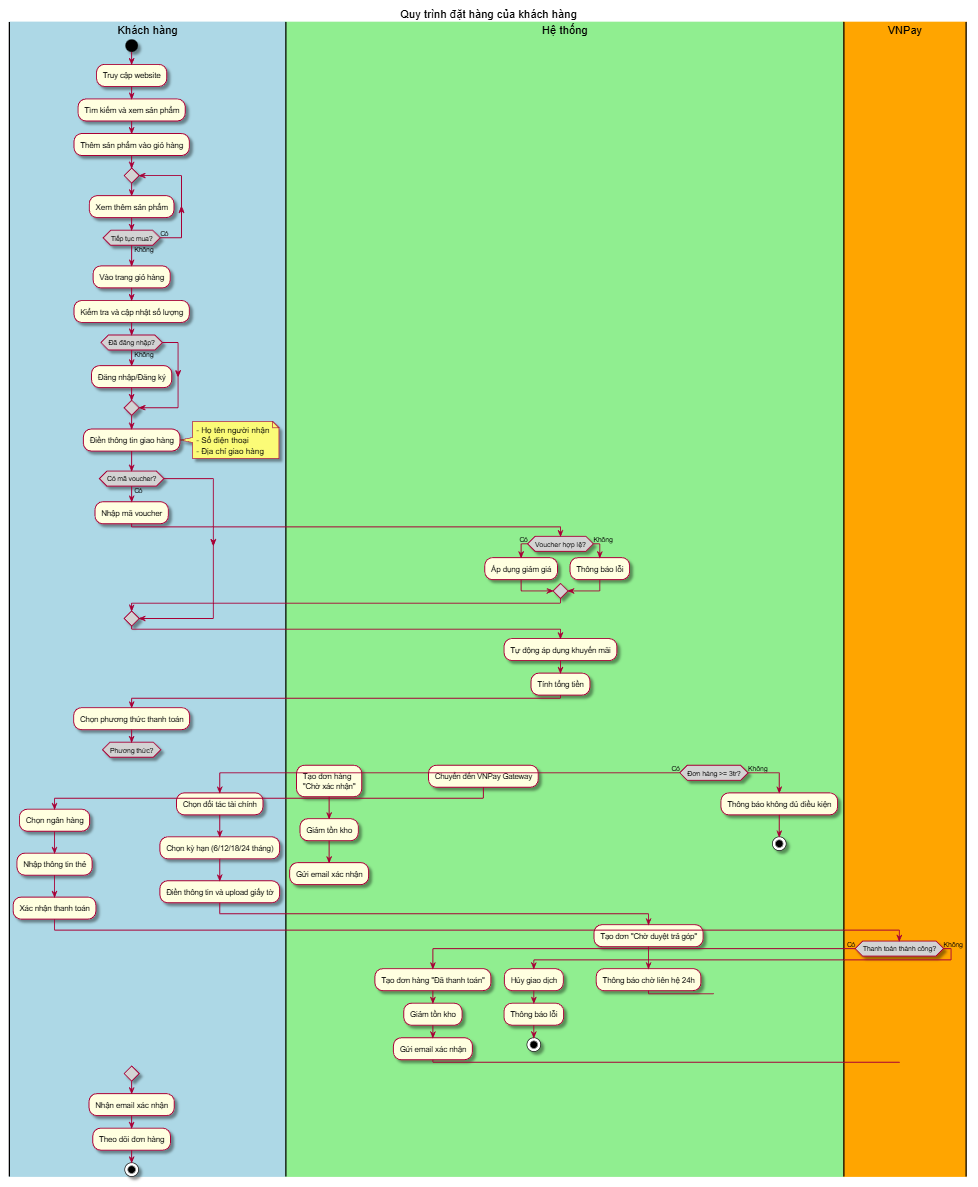 Quy trình đặt hàng của khách hàng
Khách hàng
Hệ thống
VNPay
Truy cập website
Tìm kiếm và xem sản phẩm
Thêm sản phẩm vào giỏ hàng
Xem thêm sản phẩm
Tiếp tục mua?
Có
Không
Vào trang giỏ hàng
Kiểm tra và cập nhật số lượng
Đã đăng nhập?
Không
Đăng nhập/Đăng ký
Điền thông tin giao hàng
- Họ tên người nhận
- Số điện thoại
- Địa chỉ giao hàng
Có mã voucher?
Có
Nhập mã voucher
Có
Voucher hợp lệ?
Không
Áp dụng giảm giá
Thông báo lỗi
Tự động áp dụng khuyến mãi
Tính tổng tiền
Chọn phương thức thanh toán
Phương thức?
Tạo đơn hàng
"Chờ xác nhận"
Chuyển đến VNPay Gateway
Có
Đơn hàng >= 3tr?
Không
Chọn đối tác tài chính
Thông báo không đủ điều kiện
Chọn ngân hàng
Giảm tồn kho
Chọn kỳ hạn (6/12/18/24 tháng)
Nhập thông tin thẻ
Gửi email xác nhận
Điền thông tin và upload giấy tờ
Xác nhận thanh toán
Tạo đơn "Chờ duyệt trả góp"
Có
Thanh toán thành công?
Không
Tạo đơn hàng "Đã thanh toán"
Hủy giao dịch
Thông báo chờ liên hệ 24h
Giảm tồn kho
Thông báo lỗi
Gửi email xác nhận
Nhận email xác nhận
Theo dõi đơn hàng